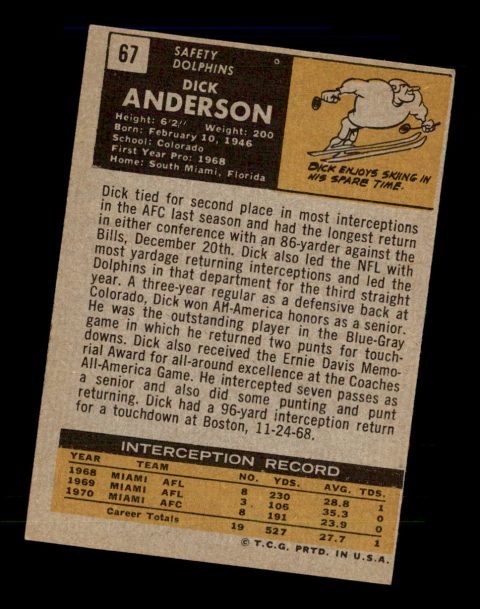 67
SAFETY
DOLPHINS
DICK
ANDERSON
Height: 6'2½" Weight: 200
Born: February 10, 1946
School: Colorado
First Year Pro: 1968
Home: South Miami, Florida
DICK ENJOYS SKIING IN
HIS SPARE TIME.
Dick tied for second place in most interceptions
in the AFC last season and had the longest return
in either conference with an 86-yarder against the
Bills, December 20th. Dick also led the NFL with
most yardage returning interceptions and led the
Dolphins in that department for the third straight
year. A three-year regular as a defensive back at
Colorado, Dick won All-America honors as a senior.
He was the outstanding player in the Blue-Gray
game in which he returned two punts for touch-
downs. Dick also received the Ernie Davis Memo-
rial Award for all-around excellence at the Coaches
All-America Game. He intercepted seven passes as
a senior and also did some punting and punt
returning. Dick had a 96-yard interception return
for a touchdown at Boston, 11-24-68.
INTERCEPTION RECORD
YEAR TEAM NO. YDS. AVG. TDS.
1968 MIAMI AFL 8 230 28.8 1
1969 MIAMI AFL 3 106 35.3 0
1970 MIAMI AFC 8 191 23.9 0
Career Totals 19 527 27.7 1
© T.C.G. PRTD. IN U.S.A.